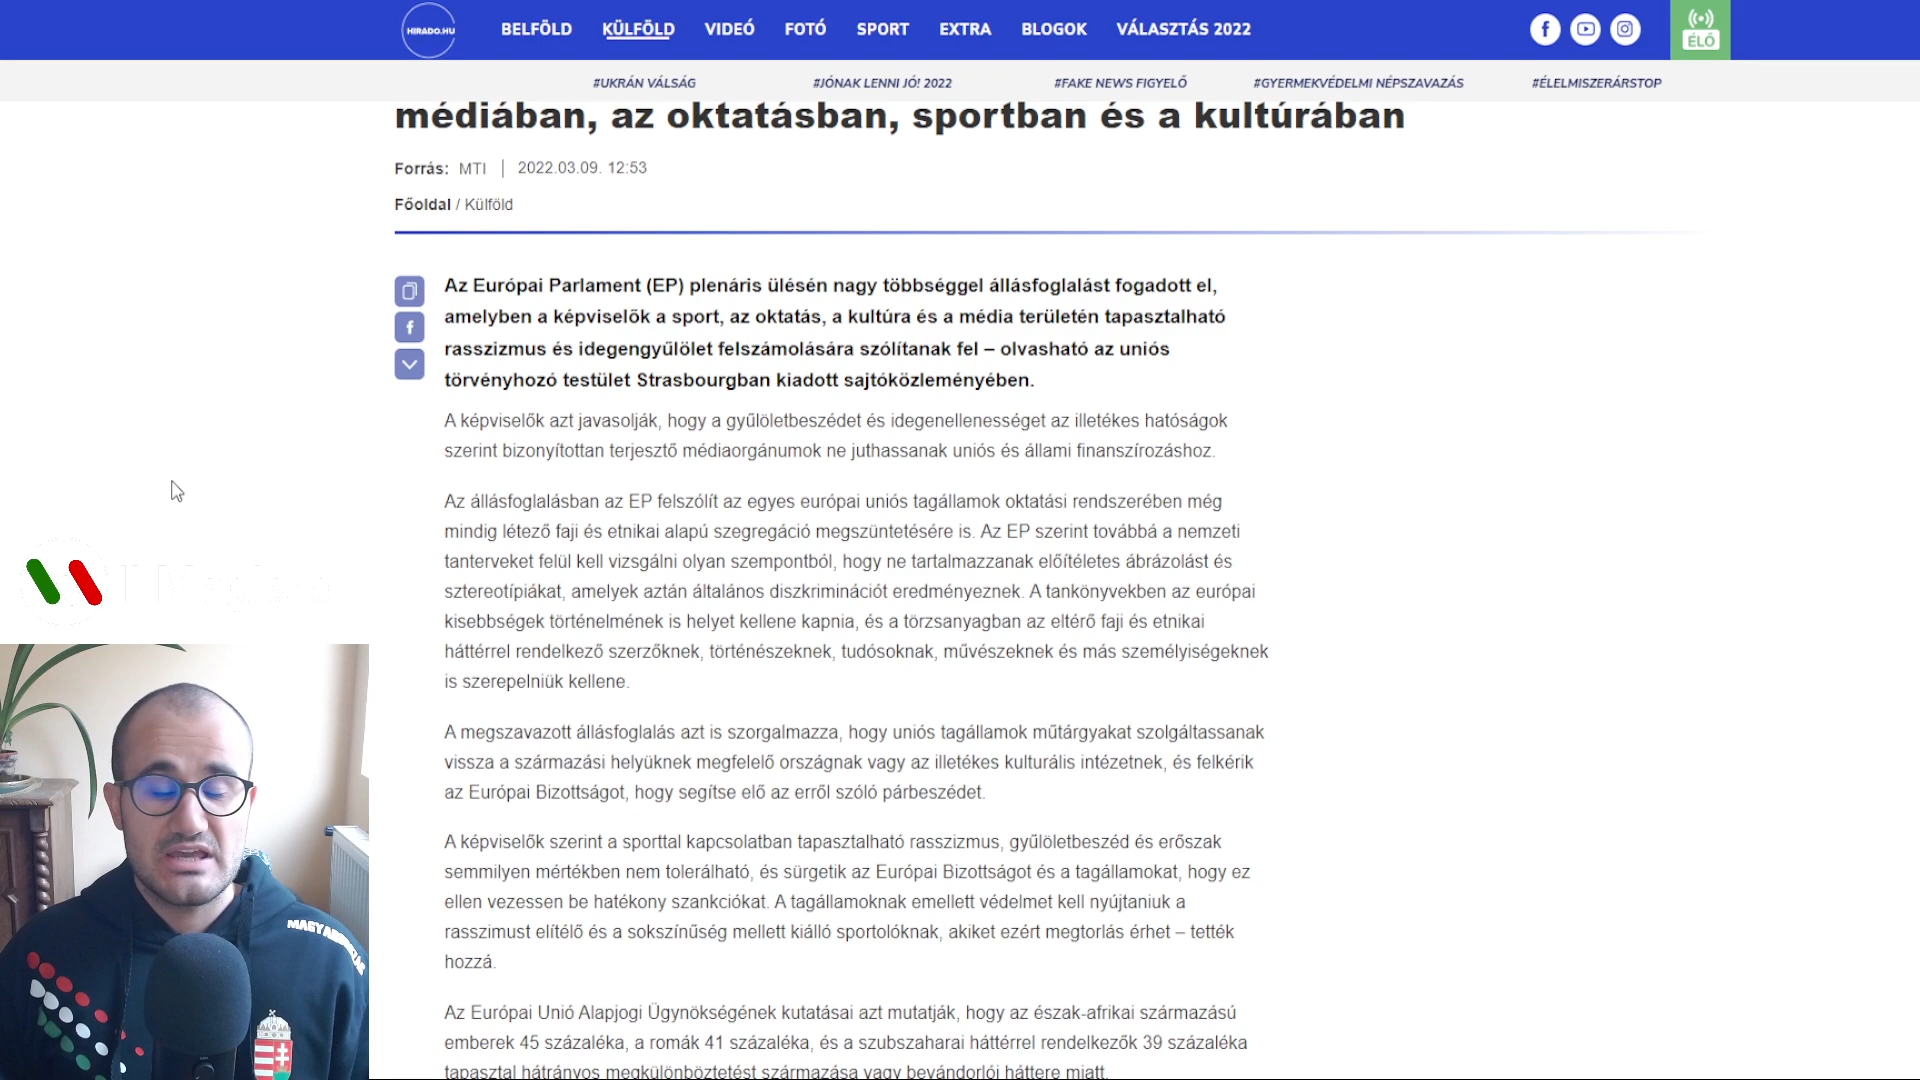 HIRADO.HU
BELFÖLD KÜLFÖLD VIDEÓ FOTÓ SPORT EXTRA BLOGOK VÁLASZTÁS 2022
ÉLŐ
#UKRÁN VÁLSÁG #JÓNAK LENNI JÓ! 2022 #FAKE NEWS FIGYELŐ #GYERMEKVÉDELMI NÉPSZAVAZÁS #ÉLELMISZERÁRSTOP
médiában, az oktatásban, sportban és a kultúrában
Forrás: MTI | 2022.03.09. 12:53
Főoldal / Külföld
Az Európai Parlament (EP) plenáris ülésén nagy többséggel állásfoglalást fogadott el,
amelyben a képviselők a sport, az oktatás, a kultúra és a média területén tapasztalható
rasszizmus és idegengyűlölet felszámolására szólítanak fel – olvasható az uniós
törvényhozó testület Strasbourgban kiadott sajtóközleményében.
A képviselők azt javasolják, hogy a gyűlöletbeszédet és idegenellenességet az illetékes hatóságok
szerint bizonyítottan terjesztő médiaorgánumok ne juthassanak uniós és állami finanszírozáshoz.
Az állásfoglalásban az EP felszólít az egyes európai uniós tagállamok oktatási rendszerében még
mindig létező faji és etnikai alapú szegregáció megszüntetésére is. Az EP szerint továbbá a nemzeti
tanterveket felül kell vizsgálni olyan szempontból, hogy ne tartalmazzanak előítéletes ábrázolást és
sztereotípiákat, amelyek aztán általános diszkriminációt eredményeznek. A tankönyvekben az európai
kisebbségek történelmének is helyet kellene kapnia, és a törzsanyagban az eltérő faji és etnikai
háttérrel rendelkező szerzőknek, történészeknek, tudósoknak, művészeknek és más személyiségeknek
is szerepelniük kellene.
A megszavazott állásfoglalás azt is szorgalmazza, hogy uniós tagállamok műtárgyakat szolgáltassanak
vissza a származási helyüknek megfelelő országnak vagy az illetékes kulturális intézetnek, és felkérik
az Európai Bizottságot, hogy segítse elő az erről szóló párbeszédet.
A képviselők szerint a sporttal kapcsolatban tapasztalható rasszizmus, gyűlöletbeszéd és erőszak
semmilyen mértékben nem tolerálható, és sürgetik az Európai Bizottságot és a tagállamokat, hogy ez
ellen vezessen be hatékony szankciókat. A tagállamoknak emellett védelmet kell nyújtaniuk a
rasszimust elítélő és a sokszínűség mellett kiálló sportolóknak, akiket ezért megtorlás érhet – tették
hozzá.
Az Európai Unió Alapjogi Ügynökségének kutatásai azt mutatják, hogy az észak-afrikai származású
emberek 45 százaléka, a romák 41 százaléka, és a szubszaharai háttérrel rendelkezők 39 százaléka
tapasztal hátrányos megkülönböztetést származása vagy bevándorlói háttere miatt.
MAGYARORSZÁG